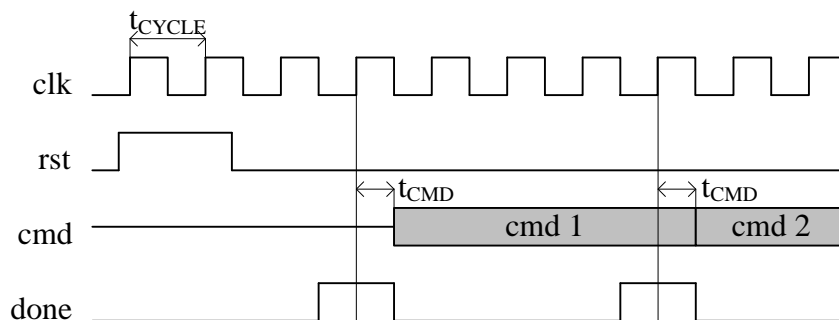 tCYCLE
clk
rst
tCMD tCMD
cmd cmd 1 cmd 2
done